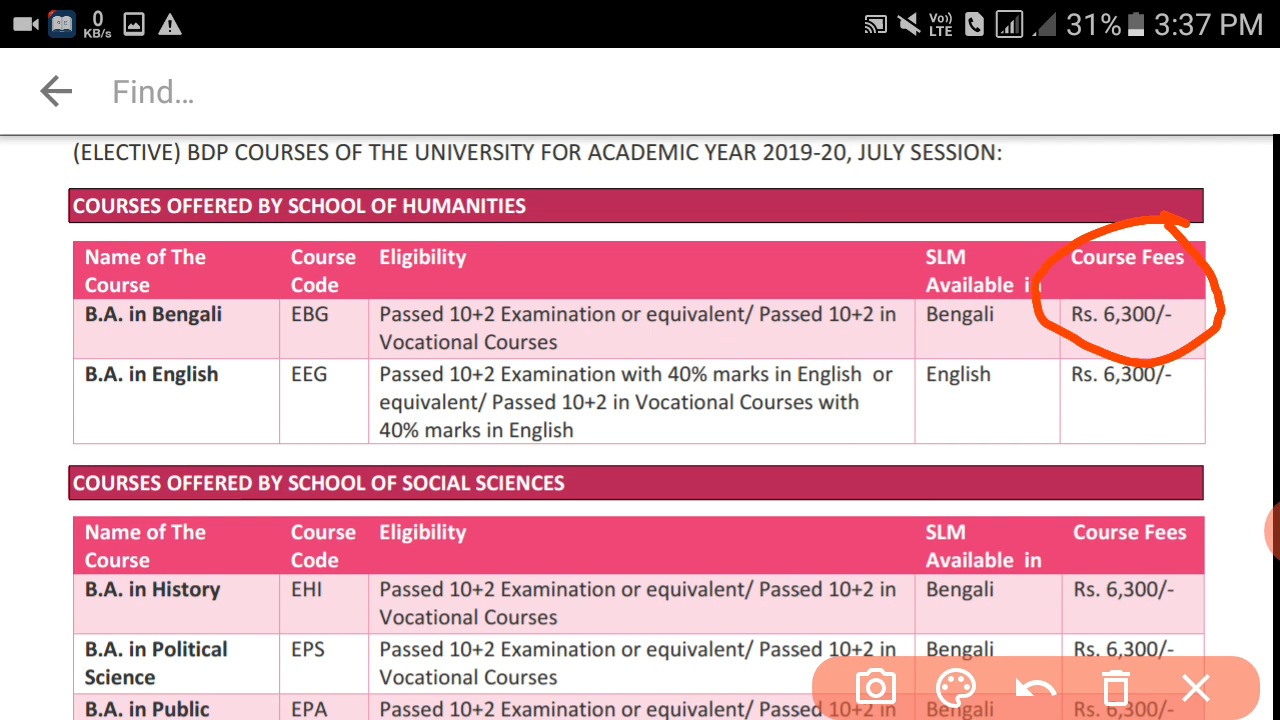 0
KB/s
Vo))
LTE
31%
3:37 PM
Find...
(ELECTIVE) BDP COURSES OF THE UNIVERSITY FOR ACADEMIC YEAR 2019-20, JULY SESSION:
COURSES OFFERED BY SCHOOL OF HUMANITIES
Name of The Course Eligibility SLM Course Fees
Course Code Available in
B.A. in Bengali EBG Passed 10+2 Examination or equivalent/ Passed 10+2 in Bengali Rs. 6,300/-
Vocational Courses
B.A. in English EEG Passed 10+2 Examination with 40% marks in English or English Rs. 6,300/-
equivalent/ Passed 10+2 in Vocational Courses with
40% marks in English
COURSES OFFERED BY SCHOOL OF SOCIAL SCIENCES
Name of The Course Eligibility SLM Course Fees
Course Code Available in
B.A. in History EHI Passed 10+2 Examination or equivalent/ Passed 10+2 in Bengali Rs. 6,300/-
Vocational Courses
B.A. in Political EPS Passed 10+2 Examination or equivalent/ Passed 10+2 in Bengali Rs. 6,300/-
Science Vocational Courses
B.A. in Public EPA Passed 10+2 Examination or equivalent/ Passed 10+2 in Bengali Rs. 6,300/-